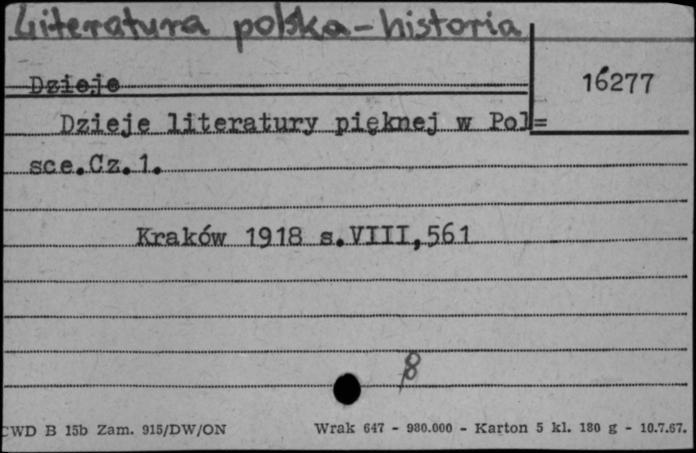 Literatura polska - historia
Dzieje
16277
Dzieje literatury pięknej w Pol=
sce.Cz.1.
Kraków 1918 s.VIII,561
8
CWD B 15b Zam. 915/DW/ON
Wrak 647 - 980.000 - Karton 5 kl. 180 g - 10.7.67.